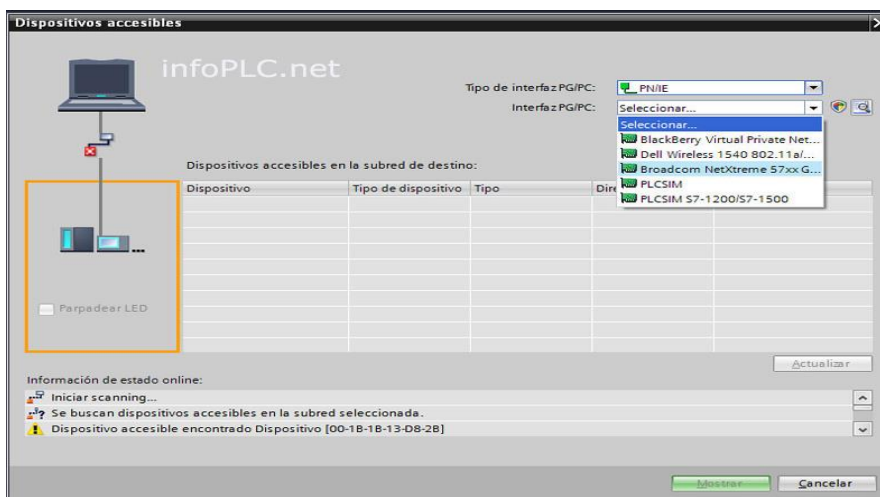 Dispositivos accesibles
infoPLC.net
Tipo de interfaz PG/PC: PN/IE
Interfaz PG/PC: Seleccionar...
Seleccionar...
BlackBerry Virtual Private Net...
Dell Wireless 1540 802.11a/...
Broadcom NetXtreme 57xx G...
PLCSIM
PLCSIM S7-1200/S7-1500
Dispositivos accesibles en la subred de destino:
Dispositivo Tipo de dispositivo Tipo Dire
Parpadear LED
Actualizar
Información de estado online:
Iniciar scanning...
Se buscan dispositivos accesibles en la subred seleccionada.
Dispositivo accesible encontrado Dispositivo [00-1B-1B-13-D8-2B]
Mostrar Cancelar